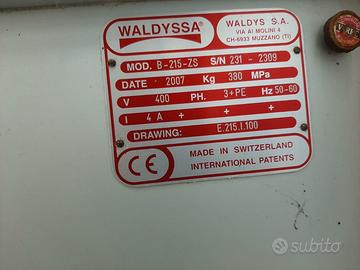 WALDYSSA®
WALDYS S.A.
VIA AI MOLINI 4
CH-6933 MUZZANO (TI)
MOD. B-215-ZS S/N 231 - 2309
DATE 2007 Kg 380 MPa
V 400 PH. 3+PE Hz 50-60
I 4 A + + +
DRAWING: E.215.I.100
CE
MADE IN SWITZERLAND
INTERNATIONAL PATENTS
subito